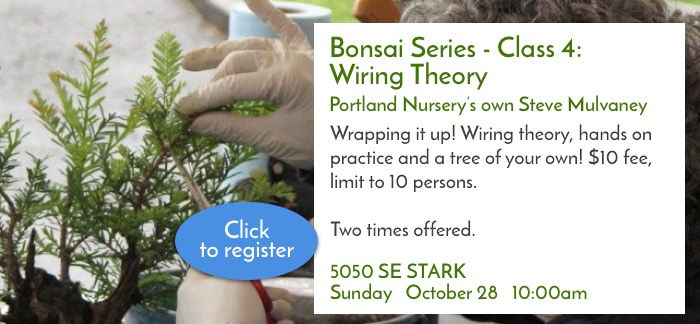 Bonsai Series - Class 4:
Wiring Theory
Portland Nursery's own Steve Mulvaney
Wrapping it up! Wiring theory, hands on
practice and a tree of your own! $10 fee,
limit to 10 persons.
Two times offered.
5050 SE STARK
Sunday October 28 10:00am
Click
to register